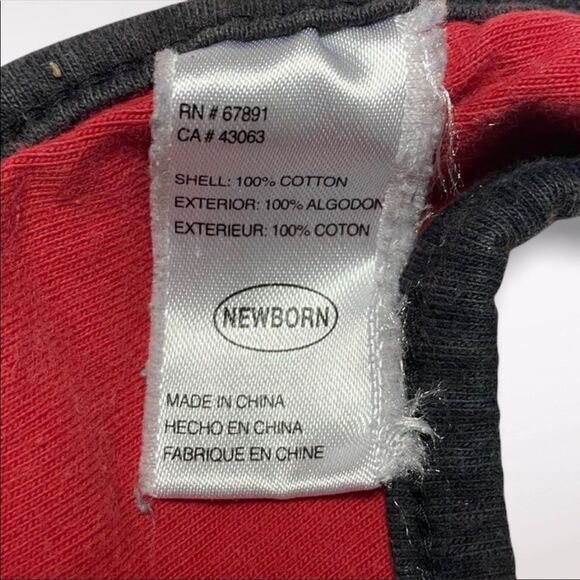 RN # 67891
CA # 43063
SHELL: 100% COTTON
EXTERIOR: 100% ALGODON
EXTERIEUR: 100% COTON
NEWBORN
MADE IN CHINA
HECHO EN CHINA
FABRIQUE EN CHINE